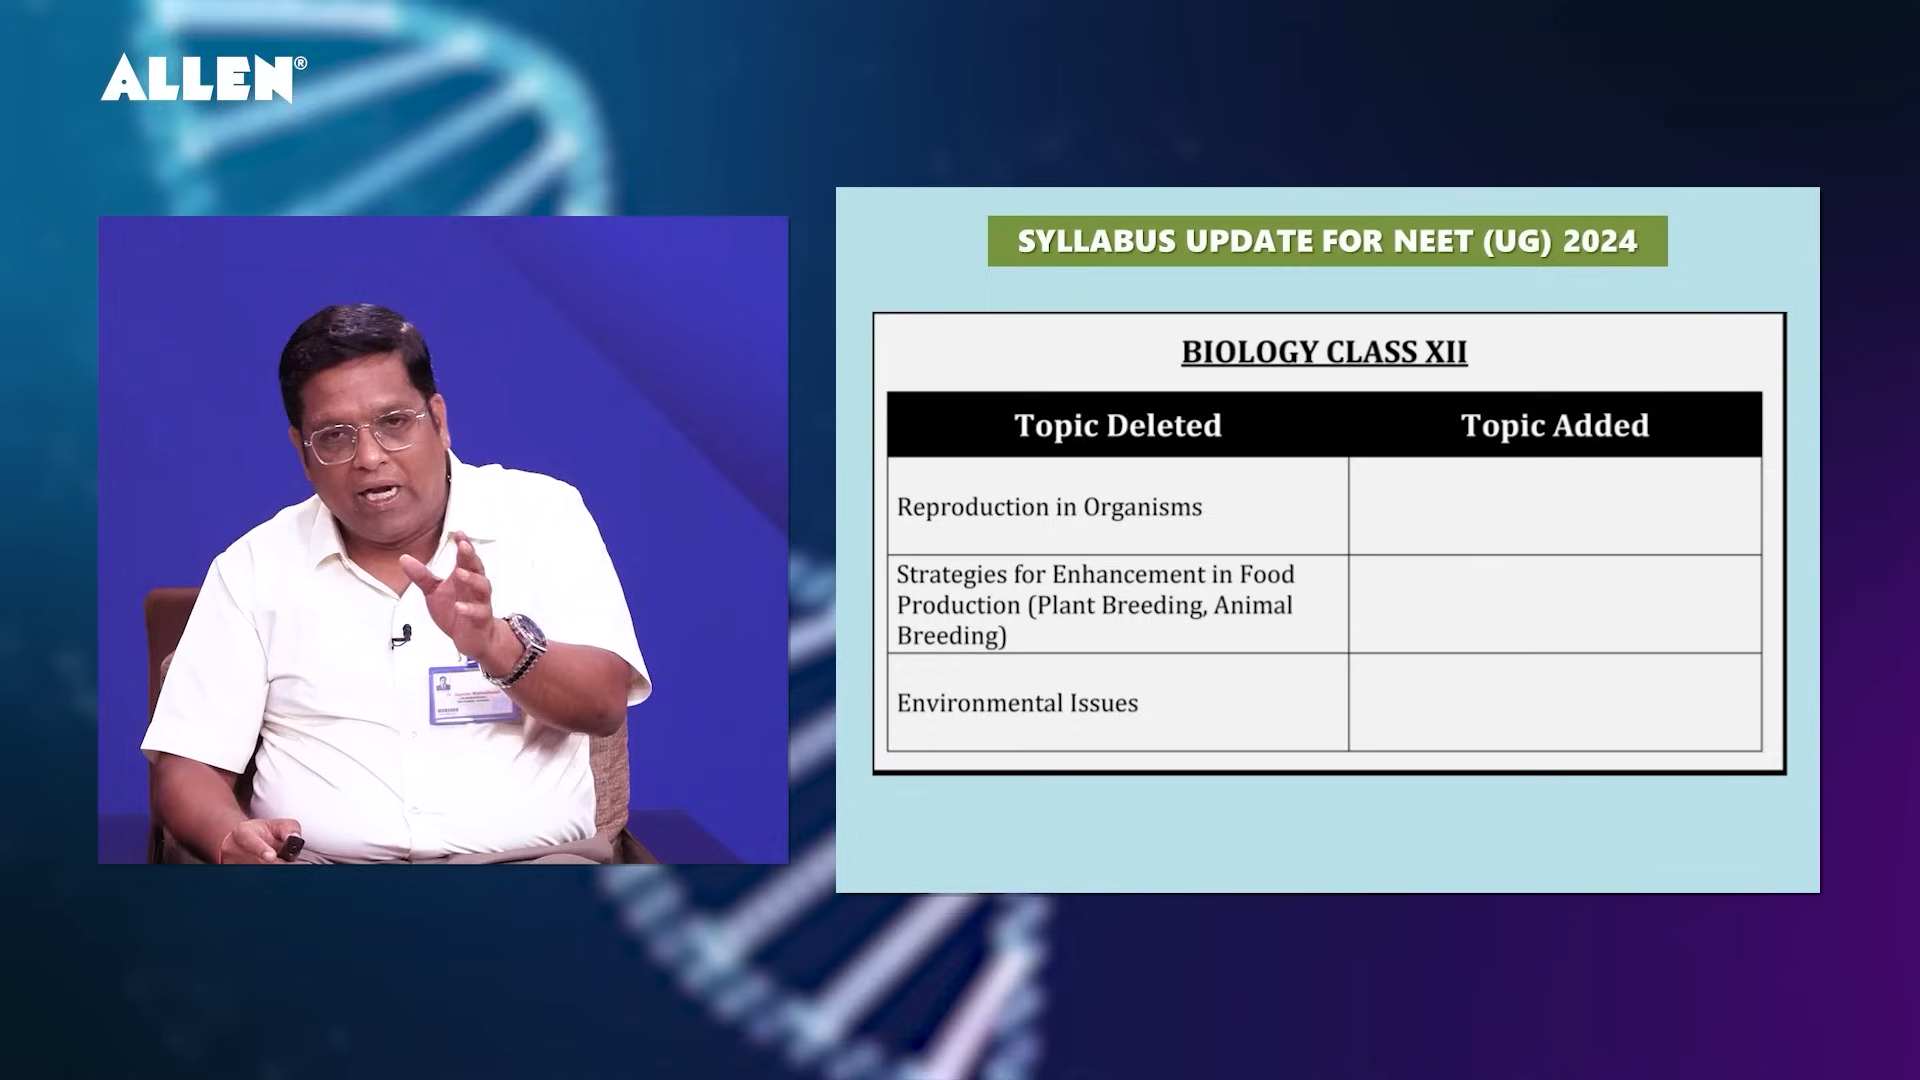 ALLEN®
SYLLABUS UPDATE FOR NEET (UG) 2024
BIOLOGY CLASS XII
Topic Deleted
Topic Added
Reproduction in Organisms
Strategies for Enhancement in Food
Production (Plant Breeding, Animal
Breeding)
Environmental Issues